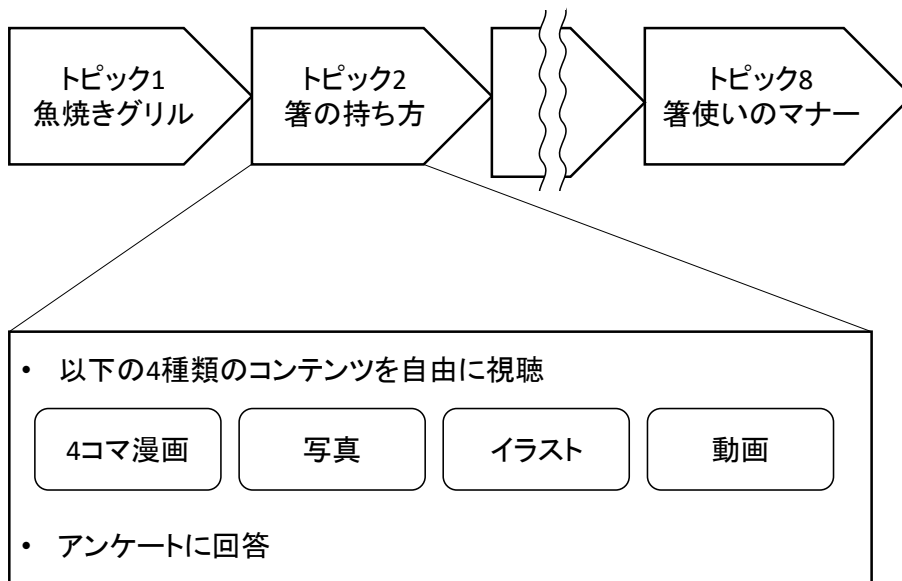 トピック1
魚焼きグリル
トピック2
箸の持ち方
トピック8
箸使いのマナー
• 以下の4種類のコンテンツを自由に視聴
4コマ漫画
写真
イラスト
動画
• アンケートに回答